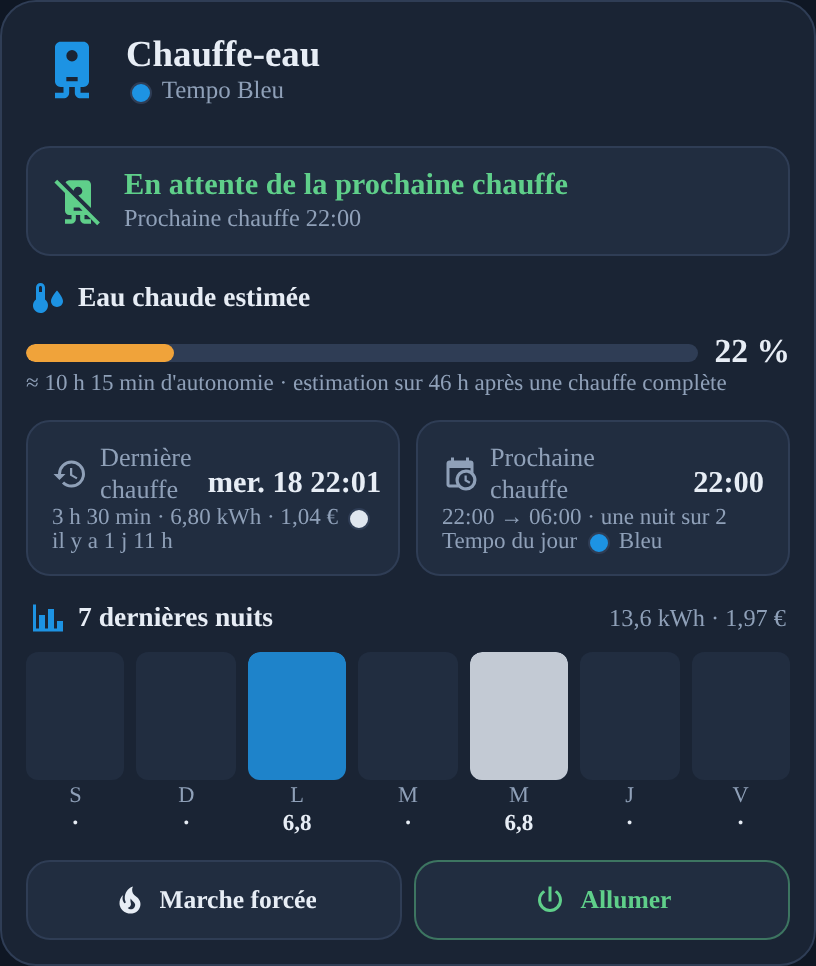 Chauffe-eau
Tempo Bleu
En attente de la prochaine chauffe
Prochaine chauffe 22:00
Eau chaude estimée
22 %
≈ 10 h 15 min d'autonomie · estimation sur 46 h après une chauffe complète
Dernière
chauffe mer. 18 22:01
3 h 30 min · 6,80 kWh · 1,04 €
il y a 1 j 11 h
Prochaine
chauffe 22:00
22:00 → 06:00 · une nuit sur 2
Tempo du jour Bleu
7 dernières nuits 13,6 kWh · 1,97 €
S D L M M J V
· · 6,8 · 6,8 · ·
Marche forcée
Allumer